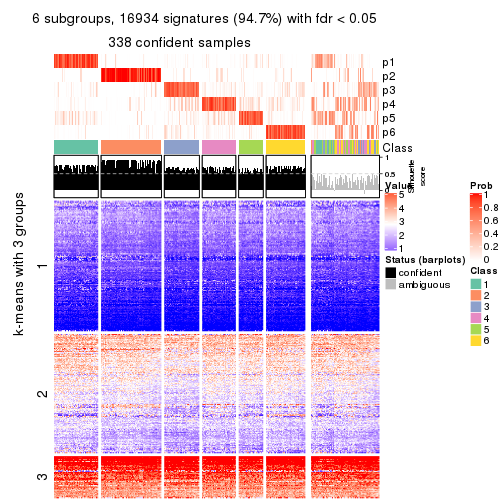 6 subgroups, 16934 signatures (94.7%) with fdr < 0.05
338 confident samples
p1
p2
p3
p4
p5
p6
Class
1
0.5
0
Silhouette
score
k-means with 3 groups
1
2
3
Value
5
4
3
2
1
Status (barplots)
confident
ambiguous
Prob
1
0.8
0.6
0.4
0.2
0
Class
1
2
3
4
5
6